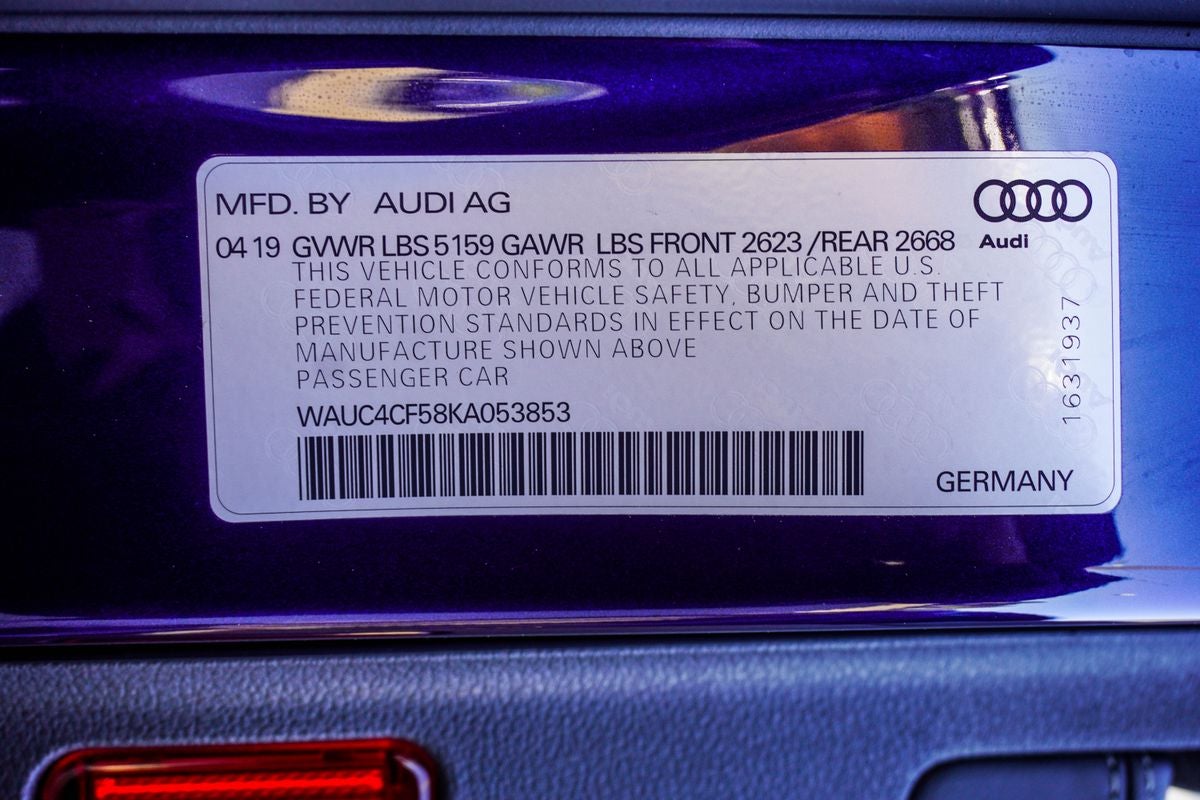 MFD. BY AUDI AG
04 19 GVWR LBS 5159 GAWR LBS FRONT 2623 /REAR 2668
Audi
THIS VEHICLE CONFORMS TO ALL APPLICABLE U.S.
FEDERAL MOTOR VEHICLE SAFETY, BUMPER AND THEFT
PREVENTION STANDARDS IN EFFECT ON THE DATE OF
MANUFACTURE SHOWN ABOVE
PASSENGER CAR
WAUC4CF58KA053853
GERMANY
1631937